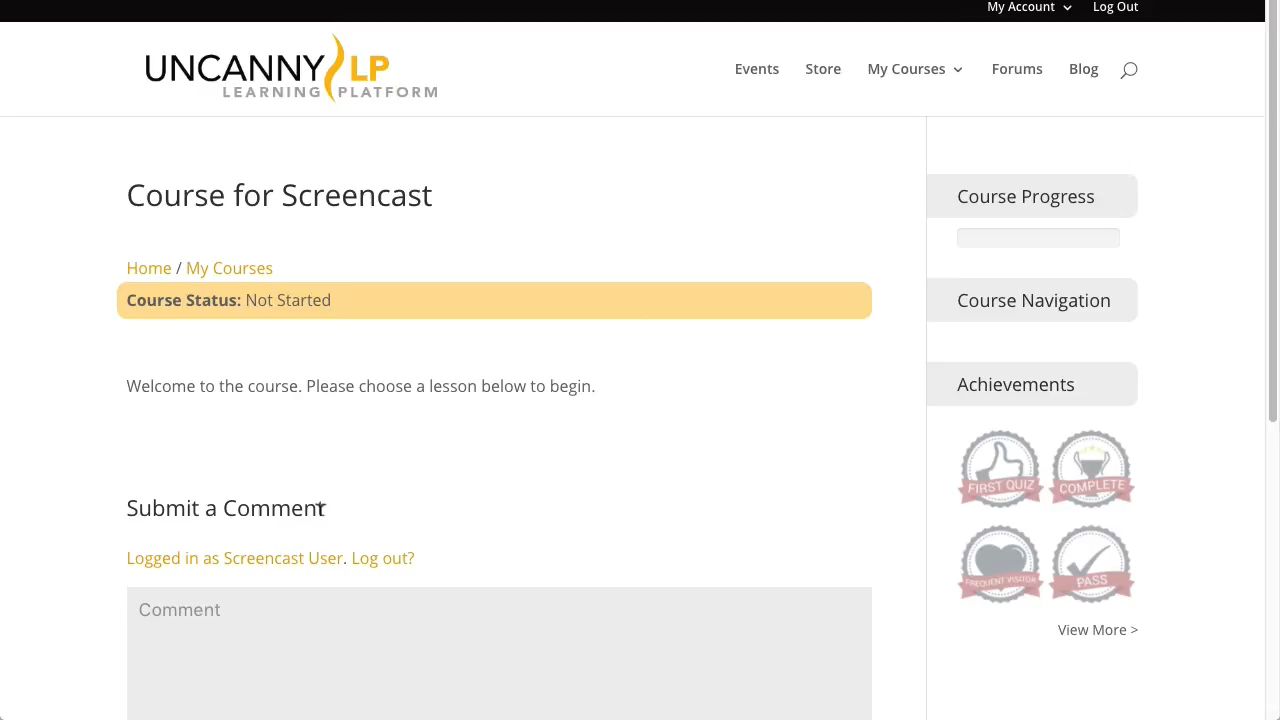 My Account Log Out
UNCANNY LP
LEARNING PLATFORM
Events Store My Courses Forums Blog
Course for Screencast
Home / My Courses
Course Status: Not Started
Welcome to the course. Please choose a lesson below to begin.
Submit a Comment
Logged in as Screencast User. Log out?
Comment
Course Progress
Course Navigation
Achievements
FIRST QUIZ
COMPLETE
FREQUENT VISITOR
PASS
View More >